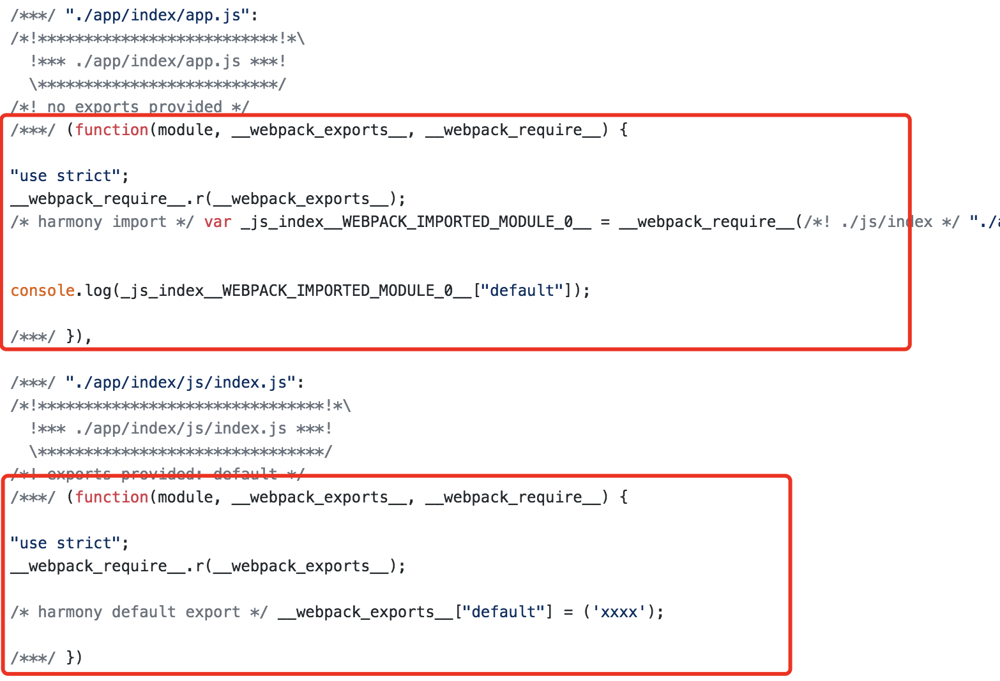 /***/ "./app/index/app.js":
/*!**************************!*\
  !*** ./app/index/app.js ***!
  \**************************/
/*! no exports provided */
/***/ (function(module, __webpack_exports__, __webpack_require__) {
"use strict";
__webpack_require__.r(__webpack_exports__);
/* harmony import */ var _js_index__WEBPACK_IMPORTED_MODULE_0__ = __webpack_require__(/*! ./js/index */ "./a
console.log(_js_index__WEBPACK_IMPORTED_MODULE_0__["default"]);
/***/ }),
/***/ "./app/index/js/index.js":
/*!*******************************!*\
  !*** ./app/index/js/index.js ***!
  \*******************************/
/*! exports provided: default */
/***/ (function(module, __webpack_exports__, __webpack_require__) {
"use strict";
__webpack_require__.r(__webpack_exports__);
/* harmony default export */ __webpack_exports__["default"] = ('xxxx');
/***/ })